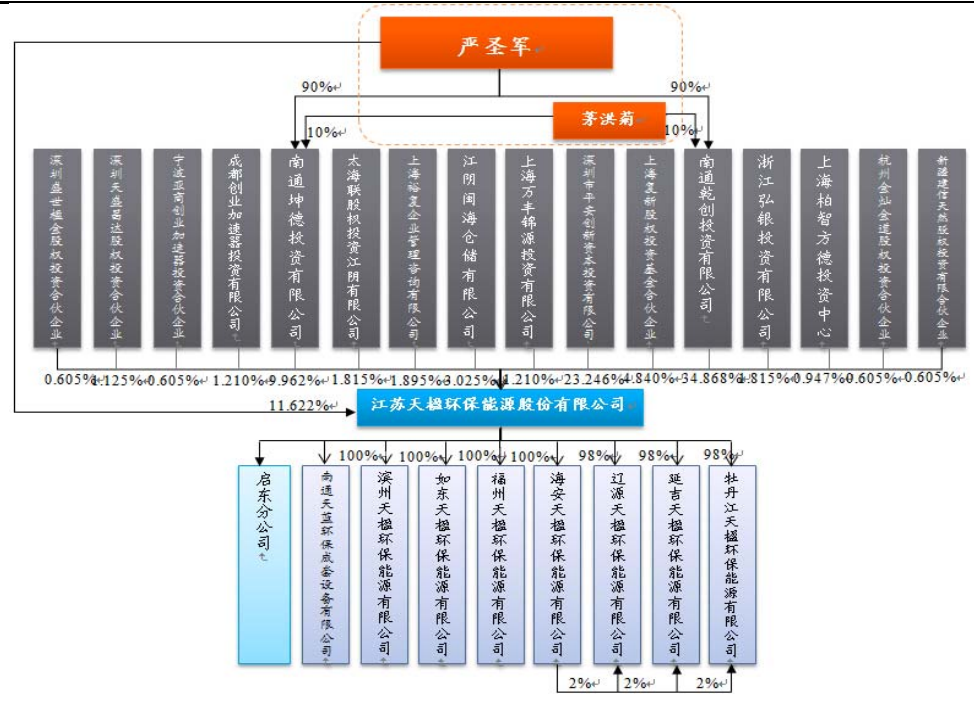 严圣军
90%
90%
茅洪菊
10%
10%
深圳盛世楹金股权投资合伙企业
深圳天盛昌达股权投资合伙企业
宁波亚商创业加速器投资合伙企业
成都创业加速器投资有限公司
南通坤德投资有限公司
太海联股权投资江阴有限公司
上海裕复企业管理咨询有限公司
江阴闽海仓储有限公司
上海万丰锦源投资有限公司
深圳市平安创新资本投资有限公司
上海复新股权投资基金合伙企业
南通乾创投资有限公司
浙江弘银投资有限公司
上海柏智方德投资中心
杭州金灿金道股权投资合伙企业
新疆建信天然股权投资有限合伙企业
0.605%
1.125%
0.605%
1.210%
9.962%
1.815%
1.895%
3.025%
1.210%
23.246%
4.840%
34.868%
1.815%
0.947%
0.605%
0.605%
11.622%
江苏天楹环保能源股份有限公司
100%
100%
100%
100%
98%
98%
98%
启东分公司
南通天蓝环保成套设备有限公司
滨州天楹环保能源有限公司
如东天楹环保能源有限公司
福州天楹环保能源有限公司
海安天楹环保能源有限公司
辽源天楹环保能源有限公司
延吉天楹环保能源有限公司
牡丹江天楹环保能源有限公司
2%
2%
2%